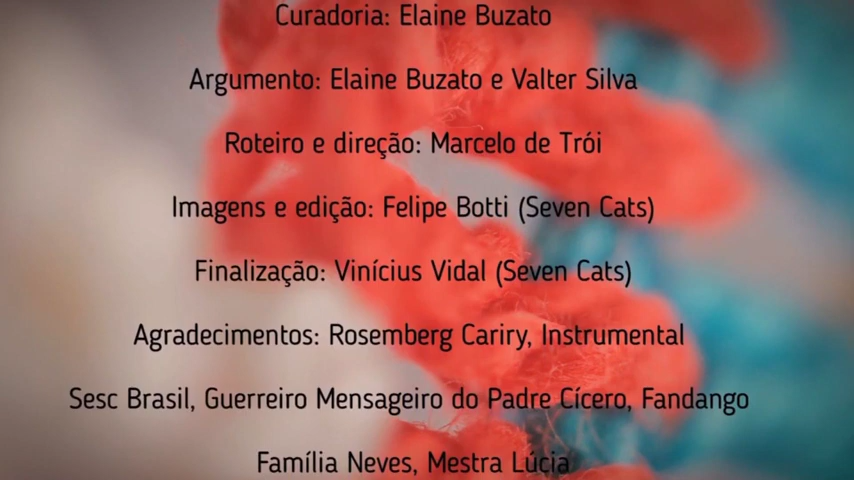 Curadoria: Elaine Buzato
Argumento: Elaine Buzato e Valter Silva
Roteiro e direção: Marcelo de Trói
Imagens e edição: Felipe Botti (Seven Cats)
Finalização: Vinícius Vidal (Seven Cats)
Agradecimentos: Rosemberg Cariry, Instrumental
Sesc Brasil, Guerreiro Mensageiro do Padre Cícero, Fandango
Família Neves, Mestra Lúcia